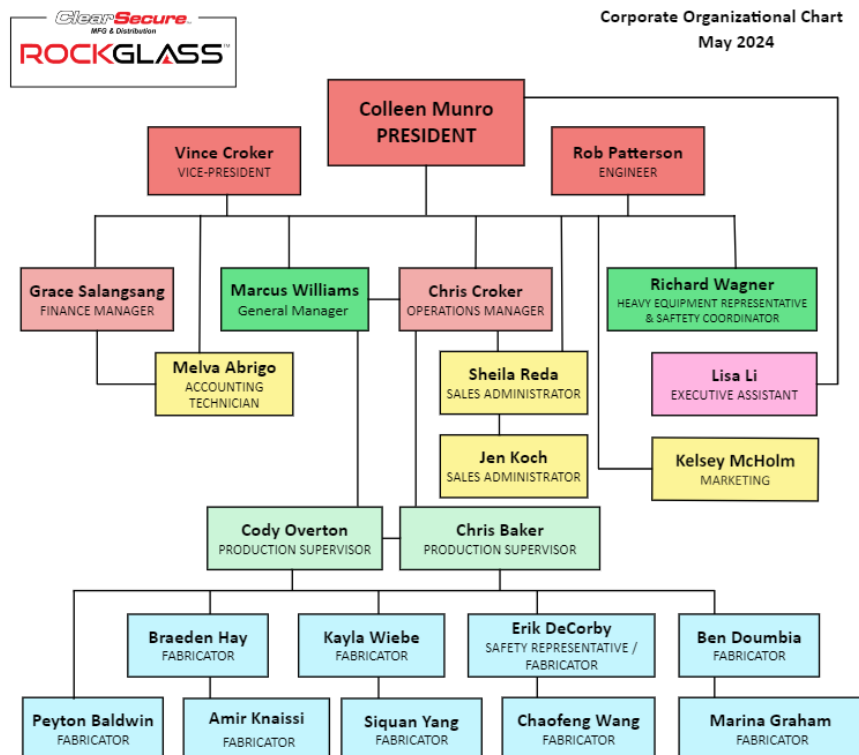 ClearSecure™
MFG & Distribution
ROCKGLASS™
Corporate Organizational Chart
May 2024
Colleen Munro
PRESIDENT
Vince Croker
VICE-PRESIDENT
Rob Patterson
ENGINEER
Grace Salangsang
FINANCE MANAGER
Marcus Williams
General Manager
Chris Croker
OPERATIONS MANAGER
Richard Wagner
HEAVY EQUIPMENT REPRESENTATIVE
& SAFTETY COORDINATOR
Melva Abrigo
ACCOUNTING
TECHNICIAN
Sheila Reda
SALES ADMINISTRATOR
Lisa Li
EXECUTIVE ASSISTANT
Jen Koch
SALES ADMINISTRATOR
Kelsey McHolm
MARKETING
Cody Overton
PRODUCTION SUPERVISOR
Chris Baker
PRODUCTION SUPERVISOR
Braeden Hay
FABRICATOR
Kayla Wiebe
FABRICATOR
Erik DeCorby
SAFETY REPRESENTATIVE /
FABRICATOR
Ben Doumbia
FABRICATOR
Peyton Baldwin
FABRICATOR
Amir Knaissi
FABRICATOR
Siquan Yang
FABRICATOR
Chaofeng Wang
FABRICATOR
Marina Graham
FABRICATOR